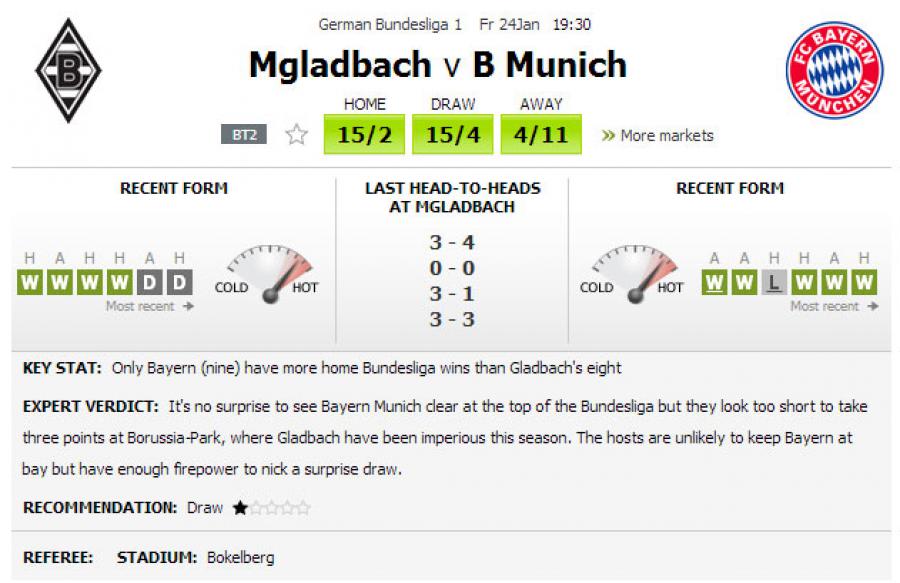 German Bundesliga 1 Fr 24Jan 19:30
Mgladbach v B Munich
B
FC BAYERN MÜNCHEN
HOME DRAW AWAY
BT2 15/2 15/4 4/11 » More markets
RECENT FORM
H A H H A H
W W W W D D
Most recent →
COLD HOT
LAST HEAD-TO-HEADS
AT MGLADBACH
3 - 4
0 - 0
3 - 1
3 - 3
RECENT FORM
COLD HOT
A A H H A H
W W L W W W
Most recent →
KEY STAT: Only Bayern (nine) have more home Bundesliga wins than Gladbach's eight
EXPERT VERDICT: It's no surprise to see Bayern Munich clear at the top of the Bundesliga but they look too short to take
three points at Borussia-Park, where Gladbach have been imperious this season. The hosts are unlikely to keep Bayern at
bay but have enough firepower to nick a surprise draw.
RECOMMENDATION: Draw ★☆☆☆☆
REFEREE: STADIUM: Bokelberg